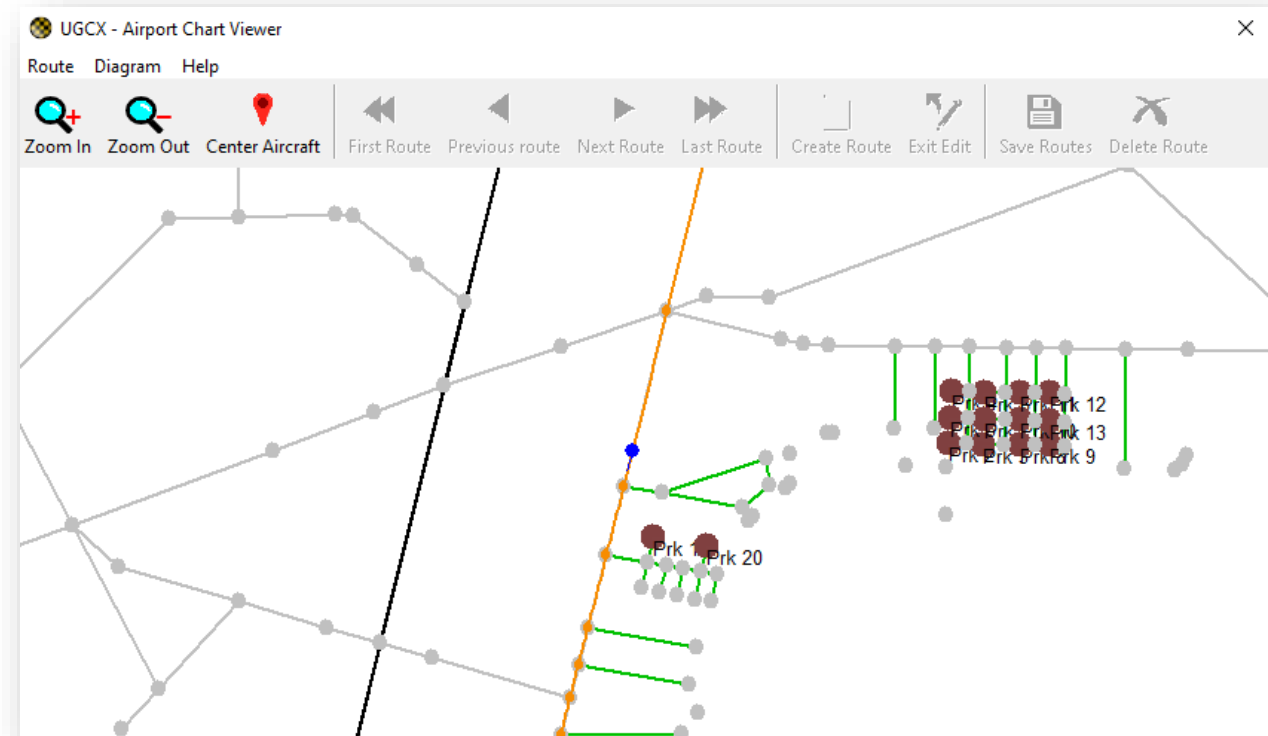 UGCX - Airport Chart Viewer
Route Diagram Help
Zoom In Zoom Out Center Aircraft First Route Previous route Next Route Last Route Create Route Exit Edit Save Routes Delete Route
Prk 12
Prk 13
Prk 9
Prk 20